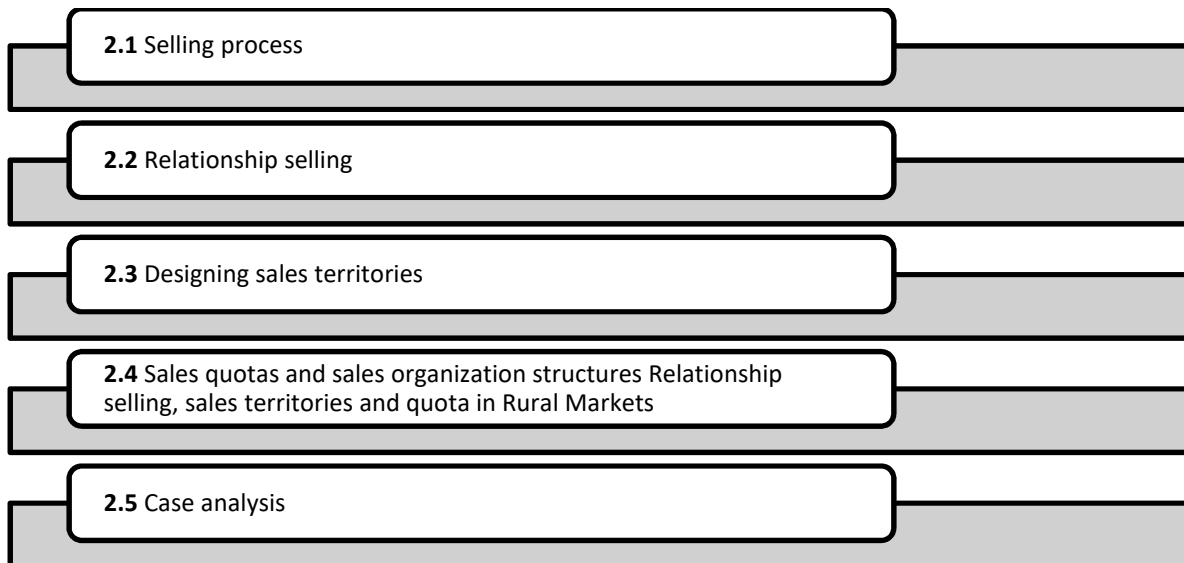 2.1 Selling process
2.2 Relationship selling
2.3 Designing sales territories
2.4 Sales quotas and sales organization structures Relationship
selling, sales territories and quota in Rural Markets
2.5 Case analysis